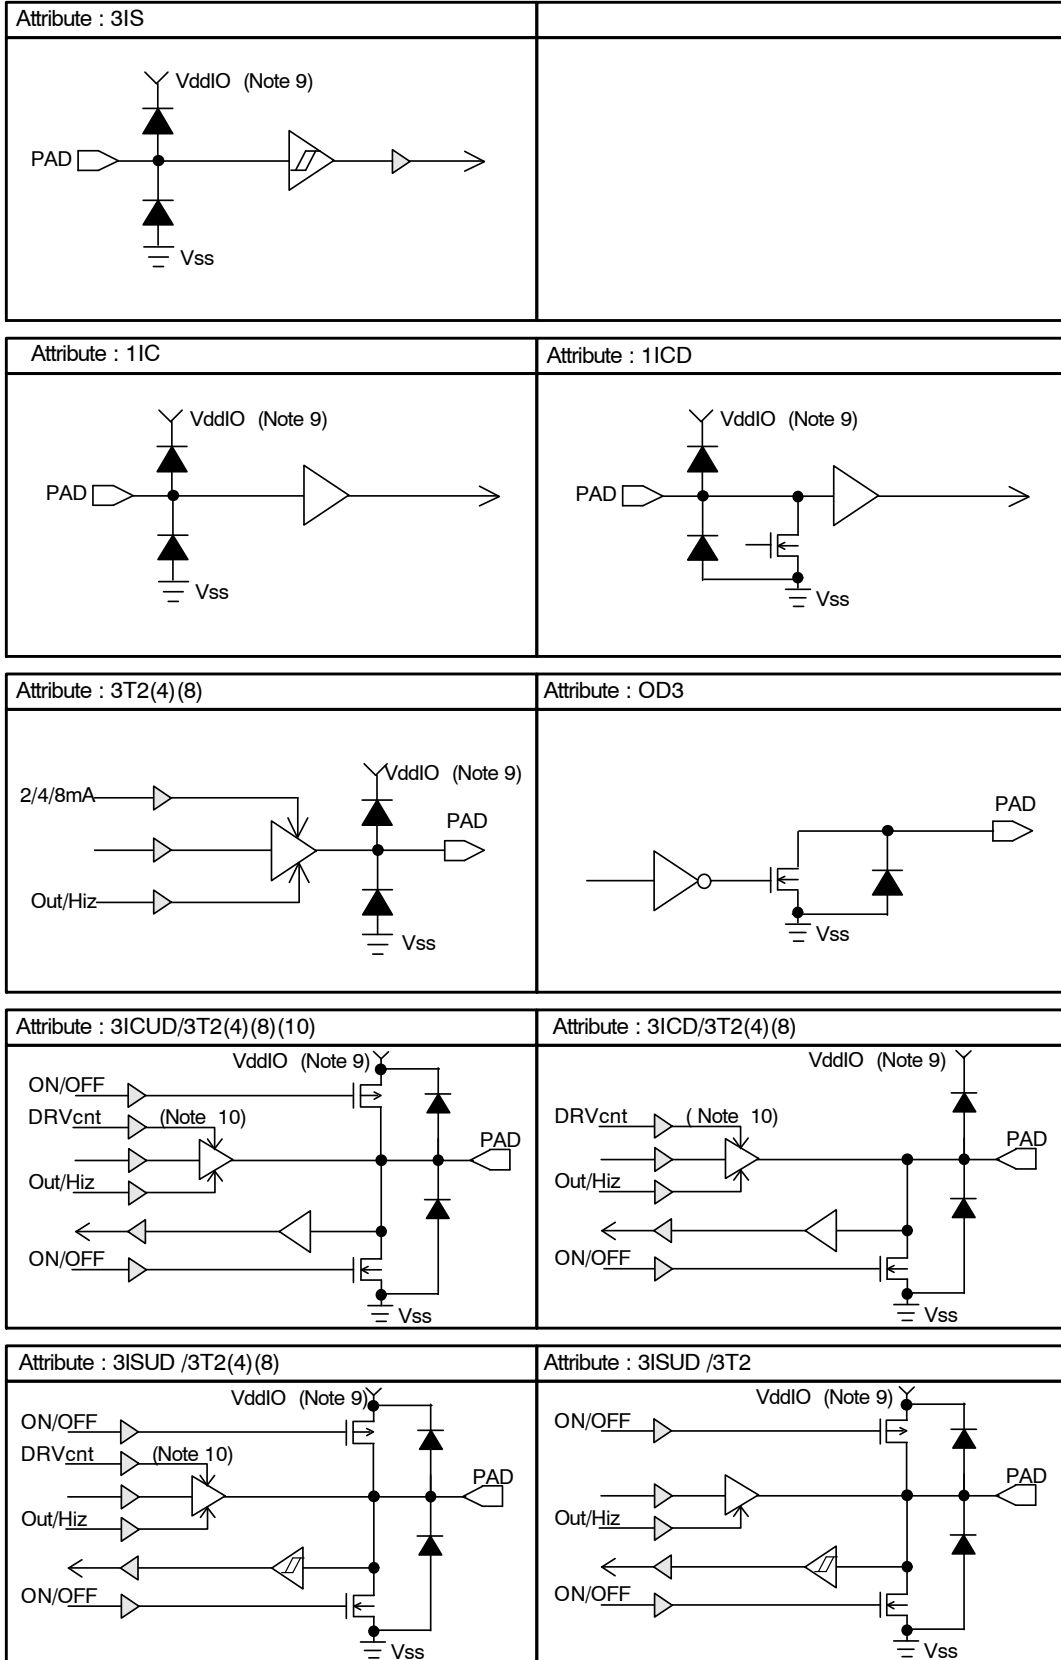 Attribute : 3IS
VddIO (Note 9)
PAD
Vss
Attribute : 1IC
VddIO (Note 9)
PAD
Vss
Attribute : 1ICD
VddIO (Note 9)
PAD
Vss
Attribute : 3T2(4)(8)
VddIO (Note 9)
2/4/8mA
PAD
Out/Hiz
Vss
Attribute : OD3
PAD
Vss
Attribute : 3ICUD/3T2(4)(8)(10)
VddIO (Note 9)
ON/OFF
DRVcnt (Note 10)
PAD
Out/Hiz
ON/OFF
Vss
Attribute : 3ICD/3T2(4)(8)
VddIO (Note 9)
DRVcnt ( Note 10)
PAD
Out/Hiz
ON/OFF
Vss
Attribute : 3ISUD /3T2(4)(8)
VddIO (Note 9)
ON/OFF
DRVcnt (Note 10)
PAD
Out/Hiz
ON/OFF
Vss
Attribute : 3ISUD /3T2
VddIO (Note 9)
ON/OFF
PAD
Out/Hiz
ON/OFF
Vss